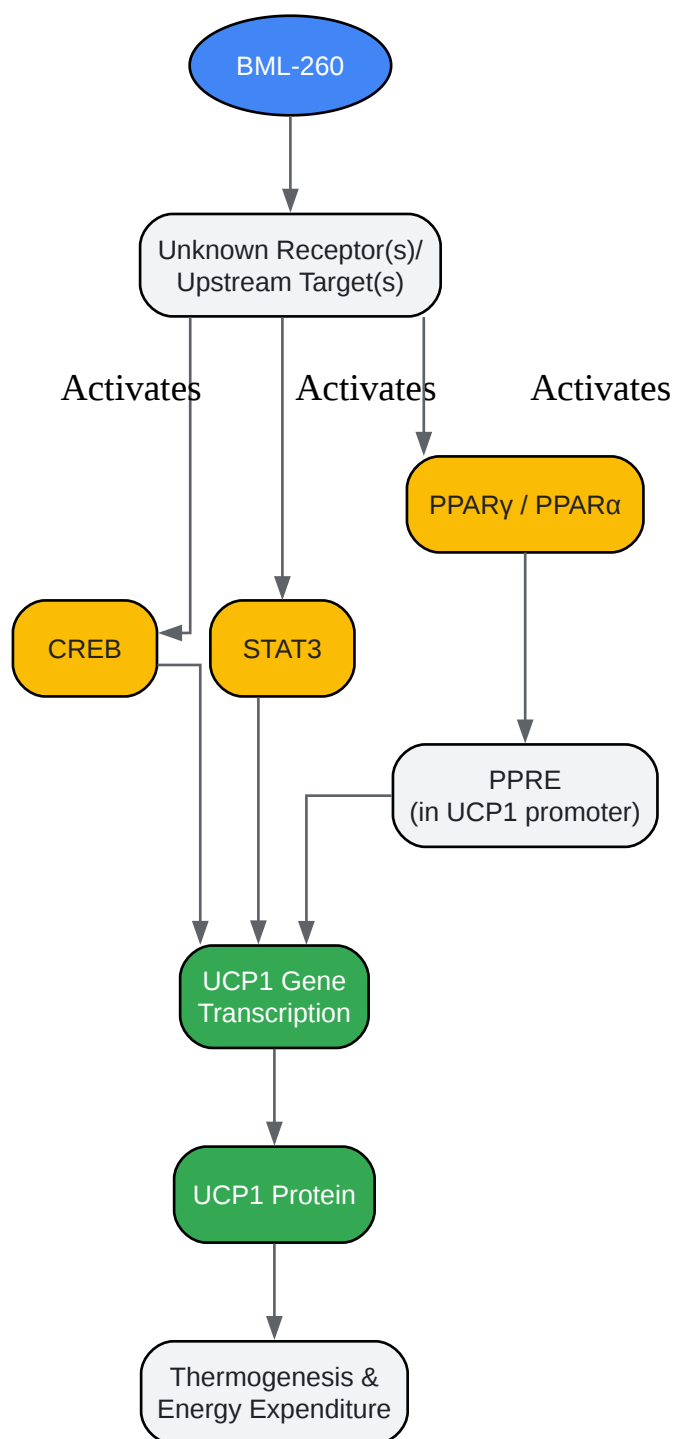 BML-260
Unknown Receptor(s)/
Upstream Target(s)
Activates
Activates
Activates
PPARγ / PPARα
CREB
STAT3
PPRE
(in UCP1 promoter)
UCP1 Gene
Transcription
UCP1 Protein
Thermogenesis &
Energy Expenditure